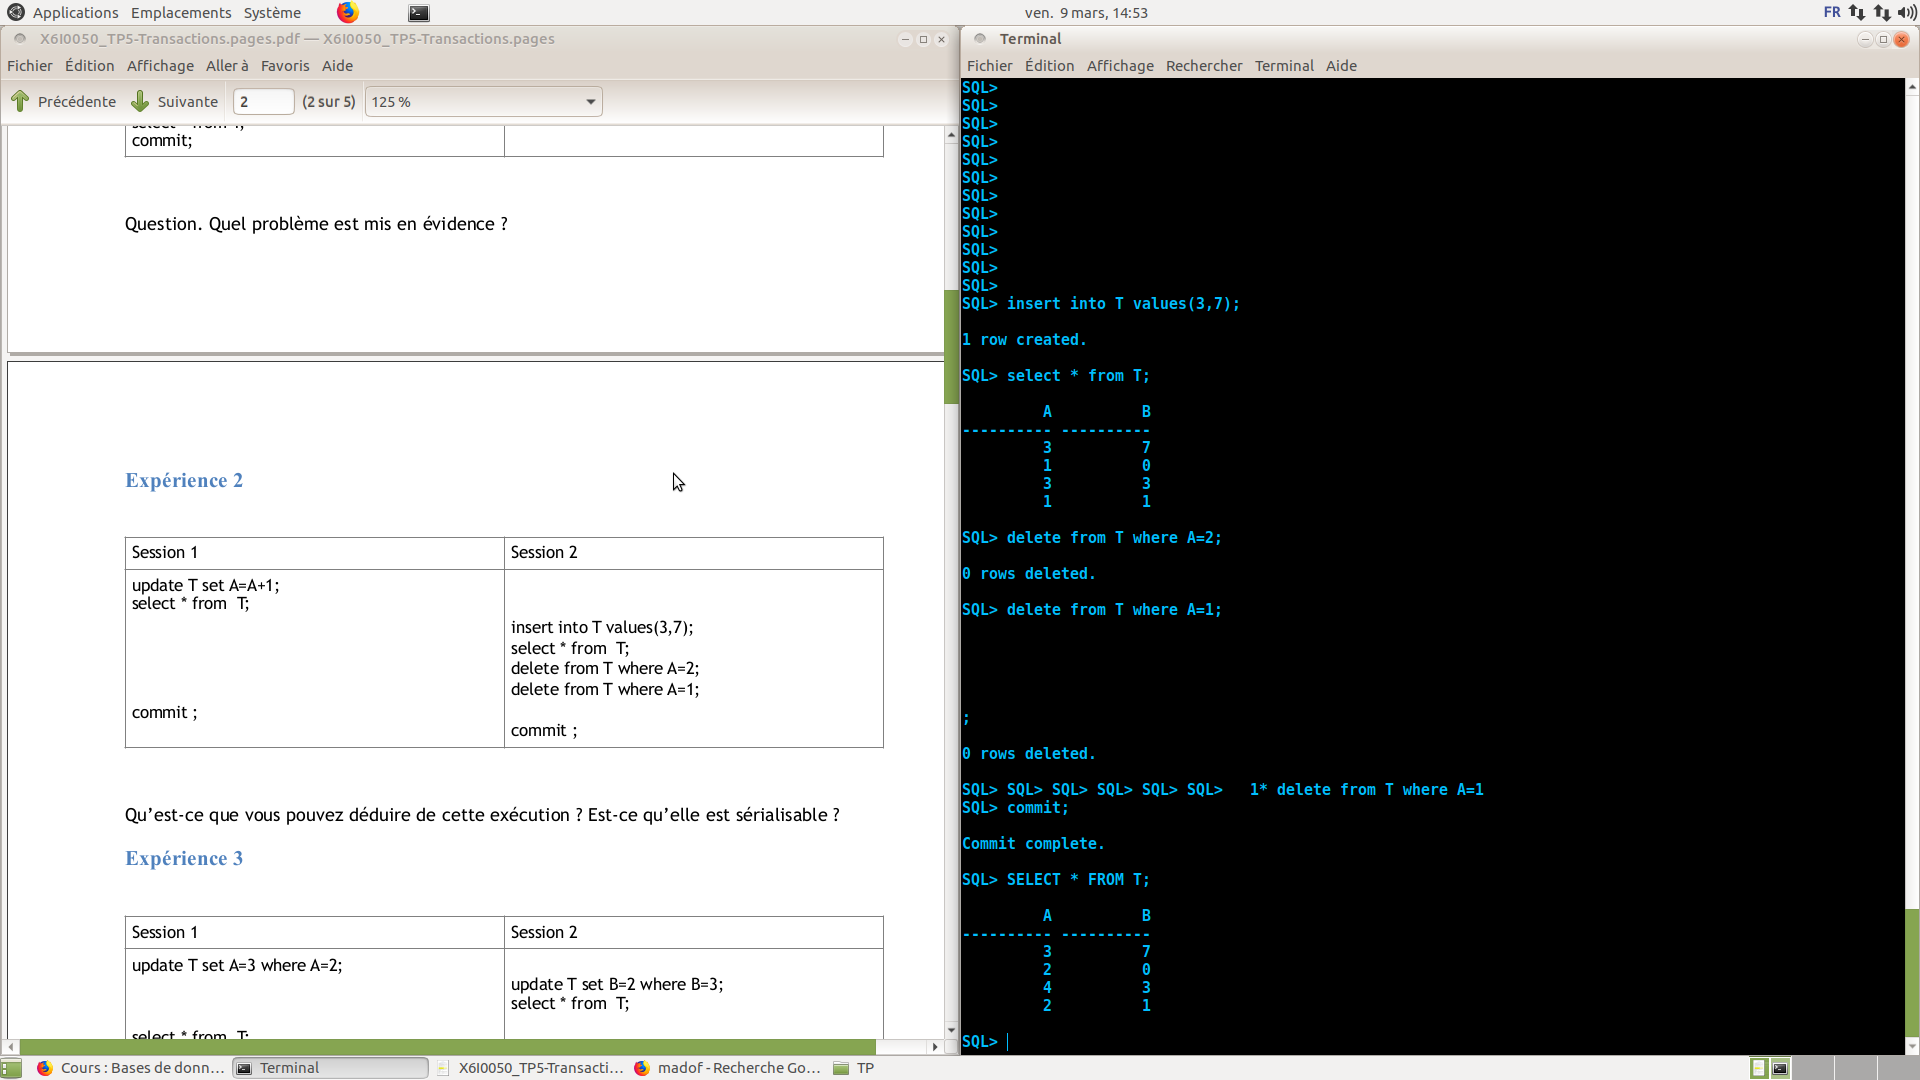 Applications Emplacements Système
ven. 9 mars, 14:53
FR
X6I0050_TP5-Transactions.pages.pdf — X6I0050_TP5-Transactions.pages
Fichier Édition Affichage Aller à Favoris Aide
Précédente Suivante 2 (2 sur 5) 125 %
select * from T;
commit;
Question. Quel problème est mis en évidence ?
Expérience 2
Session 1 Session 2
update T set A=A+1;
select * from T;
insert into T values(3,7);
select * from T;
delete from T where A=2;
delete from T where A=1;
commit ;
commit ;
Qu’est-ce que vous pouvez déduire de cette exécution ? Est-ce qu’elle est sérialisable ?
Expérience 3
Session 1 Session 2
update T set A=3 where A=2;
update T set B=2 where B=3;
select * from T;
select * from T;
Terminal
Fichier Édition Affichage Rechercher Terminal Aide
SQL>
SQL>
SQL>
SQL>
SQL>
SQL>
SQL>
SQL>
SQL>
SQL>
SQL>
SQL>
SQL> insert into T values(3,7);
1 row created.
SQL> select * from T;
A B
---------- ----------
3 7
1 0
3 3
1 1
SQL> delete from T where A=2;
0 rows deleted.
SQL> delete from T where A=1;
;
0 rows deleted.
SQL> SQL> SQL> SQL> SQL> SQL> 1* delete from T where A=1
SQL> commit;
Commit complete.
SQL> SELECT * FROM T;
A B
---------- ----------
3 7
2 0
4 3
2 1
SQL>
Cours : Bases de donn... Terminal X6I0050_TP5-Transacti... madof - Recherche Go... TP